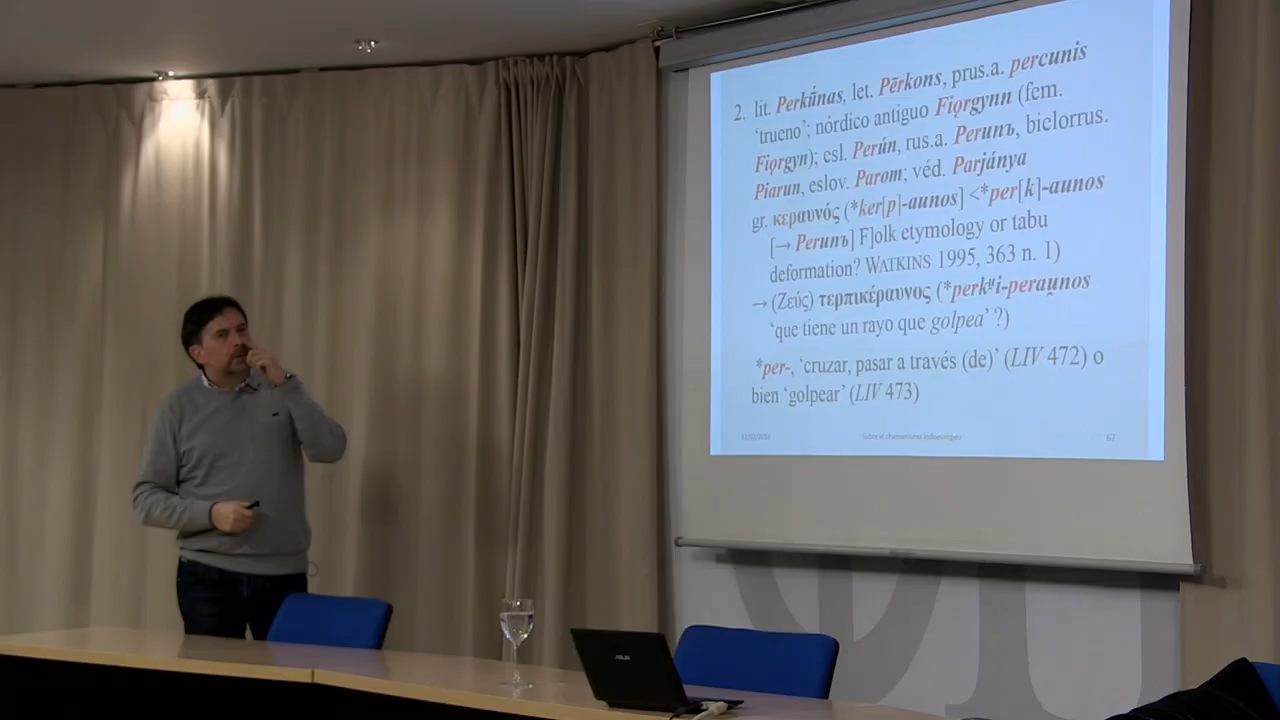 2. lit. Perkū́nas, let. Pērkons, prus.a. percunis
‘trueno’; nórdico antiguo Fiǫrgynn (fem.
Fiǫrgyn); esl. Perún, rus.a. Perunъ, bielorrus.
Piarun, eslov. Parom; véd. Parjánya
gr. κεραυνός (*ker[p]-aunos] <*per[k]-aunos
[→ Perunъ] F]olk etymology or tabu
deformation? WATKINS 1995, 363 n. 1)
→ (Ζεύς) τερπικέραυνος (*perkᵘ̯i-perau̯nos
‘que tiene un rayo que golpea’ ?)
*per-, ‘cruzar, pasar a través (de)’ (LIV 472) o
bien ‘golpear’ (LIV 473)
Sobre el chamanismo indoeuropeo
67
ASUS